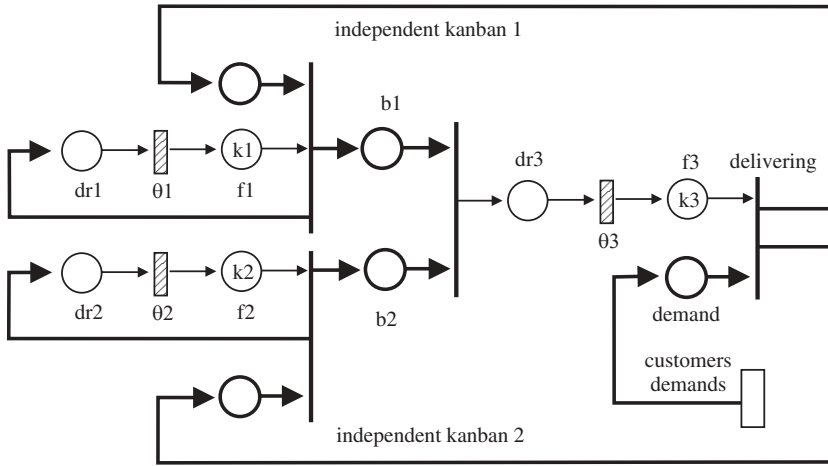 independent kanban 1
b1
k1
dr1
θ1
f1
dr3
f3
delivering
k3
θ3
k2
dr2
θ2
f2
b2
demand
customers
demands
independent kanban 2